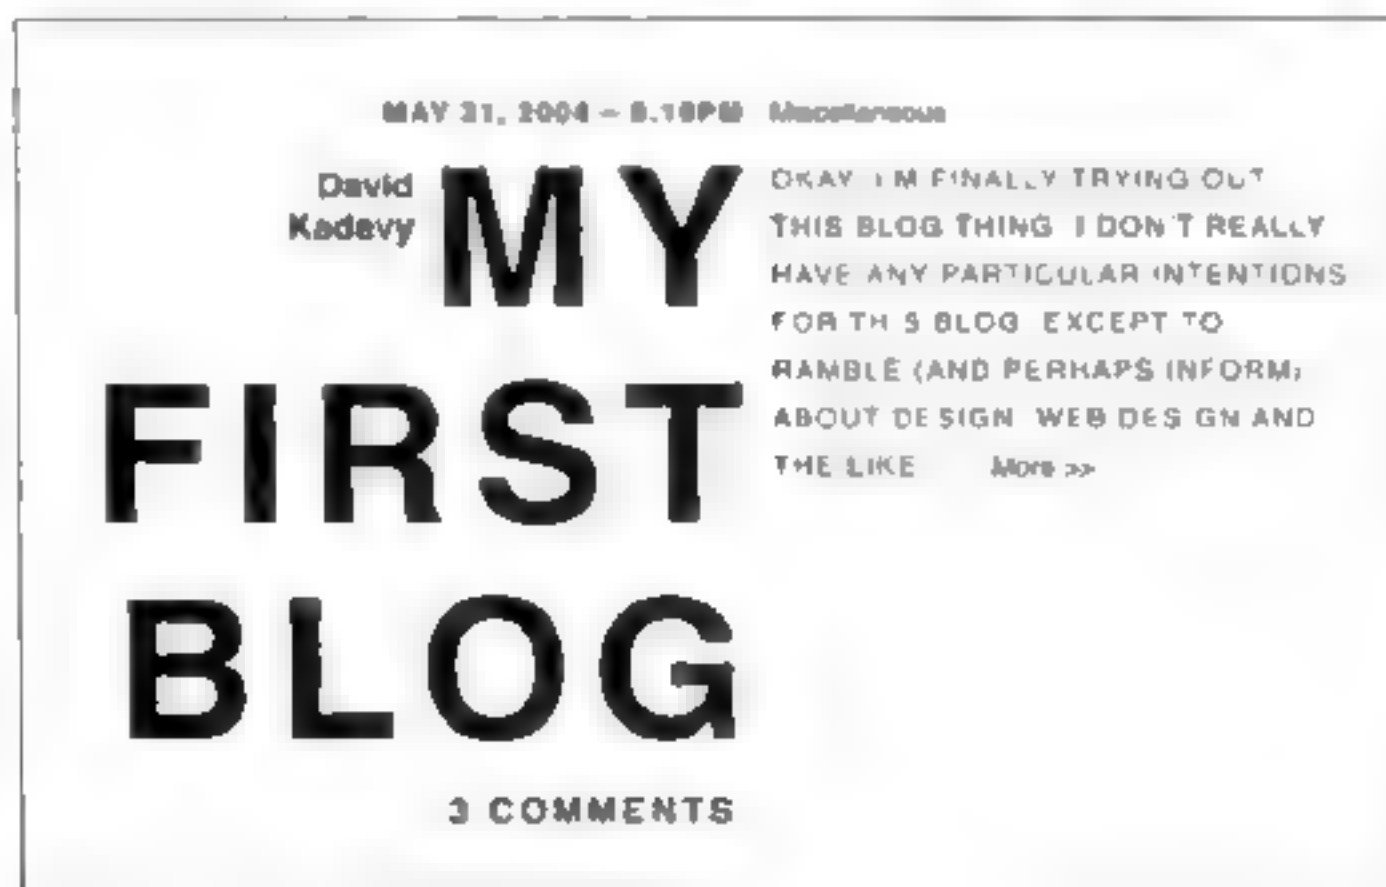 MAY 21, 2004 – Miscellaneous
David
Kadavy
MY
FIRST
BLOG
OKAY I'M FINALLY TRYING OUT
THIS BLOG THING I DON'T REALLY
HAVE ANY PARTICULAR INTENTIONS
FOR THIS BLOG EXCEPT TO
RAMBLE (AND PERHAPS INFORM)
ABOUT DESIGN WEB DESIGN AND
THE LIKE More >>
3 COMMENTS